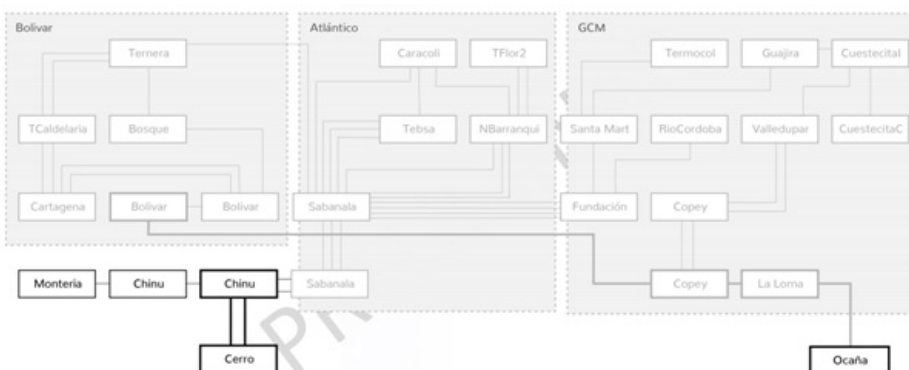 Bolivar
Atlántico
GCM
Ternera
Caracoli
TFlor2
Termocol
Guajira
Cuestecital
TCaldelaria
Bosque
Tebsa
NBarranqui
Santa Mart
RioCordoba
Valledupar
CuestecitaC
Cartagena
Bolivar
Bolivar
Sabanala
Fundación
Copey
Monteria
Chinu
Chinu
Sabanala
Copey
La Loma
Cerro
Ocaña